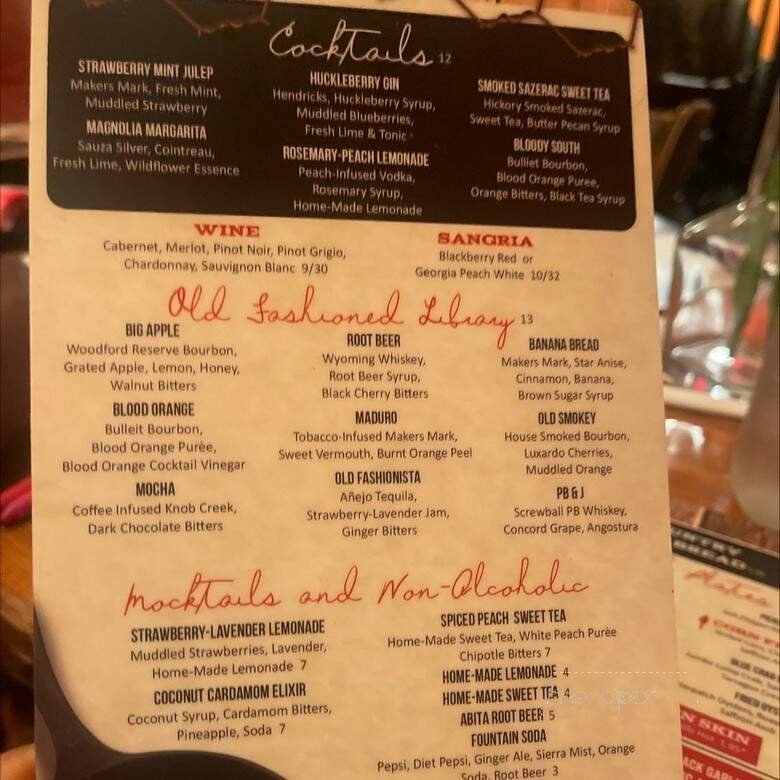 Cocktails 12
STRAWBERRY MINT JULEP
Makers Mark, Fresh Mint,
Muddled Strawberry
MAGNOLIA MARGARITA
Sauza Silver, Cointreau,
Fresh Lime, Wildflower Essence
HUCKLEBERRY GIN
Hendricks, Huckleberry Syrup,
Muddled Blueberries,
Fresh Lime & Tonic
ROSEMARY-PEACH LEMONADE
Peach-Infused Vodka,
Rosemary Syrup,
Home-Made Lemonade
SMOKED SAZERAC SWEET TEA
Hickory Smoked Sazerac,
Sweet Tea, Butter Pecan Syrup
BLOODY SOUTH
Bulliet Bourbon,
Blood Orange Puree,
Orange Bitters, Black Tea Syrup
WINE
Cabernet, Merlot, Pinot Noir, Pinot Grigio,
Chardonnay, Sauvignon Blanc 9/30
SANGRIA
Blackberry Red or
Georgia Peach White 10/32
Old Fashioned Library 13
BIG APPLE
Woodford Reserve Bourbon,
Grated Apple, Lemon, Honey,
Walnut Bitters
BLOOD ORANGE
Bulleit Bourbon,
Blood Orange Purèe,
Blood Orange Cocktail Vinegar
MOCHA
Coffee Infused Knob Creek,
Dark Chocolate Bitters
ROOT BEER
Wyoming Whiskey,
Root Beer Syrup,
Black Cherry Bitters
MADURO
Tobacco-Infused Makers Mark,
Sweet Vermouth, Burnt Orange Peel
OLD FASHIONISTA
Añejo Tequila,
Strawberry-Lavender Jam,
Ginger Bitters
BANANA BREAD
Makers Mark, Star Anise,
Cinnamon, Banana,
Brown Sugar Syrup
OLD SMOKEY
House Smoked Bourbon,
Luxardo Cherries,
Muddled Orange
PB & J
Screwball PB Whiskey,
Concord Grape, Angostura
Mocktails and Non-Alcoholic
STRAWBERRY-LAVENDER LEMONADE
Muddled Strawberries, Lavender,
Home-Made Lemonade 7
COCONUT CARDAMOM ELIXIR
Coconut Syrup, Cardamom Bitters,
Pineapple, Soda 7
SPICED PEACH SWEET TEA
Home-Made Sweet Tea, White Peach Purèe
Chipotle Bitters 7
HOME-MADE LEMONADE 4
HOME-MADE SWEET TEA 4
ABITA ROOT BEER 5
FOUNTAIN SODA
Pepsi, Diet Pepsi, Ginger Ale, Sierra Mist, Orange
Soda, Root Beer 3
menupix
Plates
BLUE CRAB
FRIED OYS
N SKIN